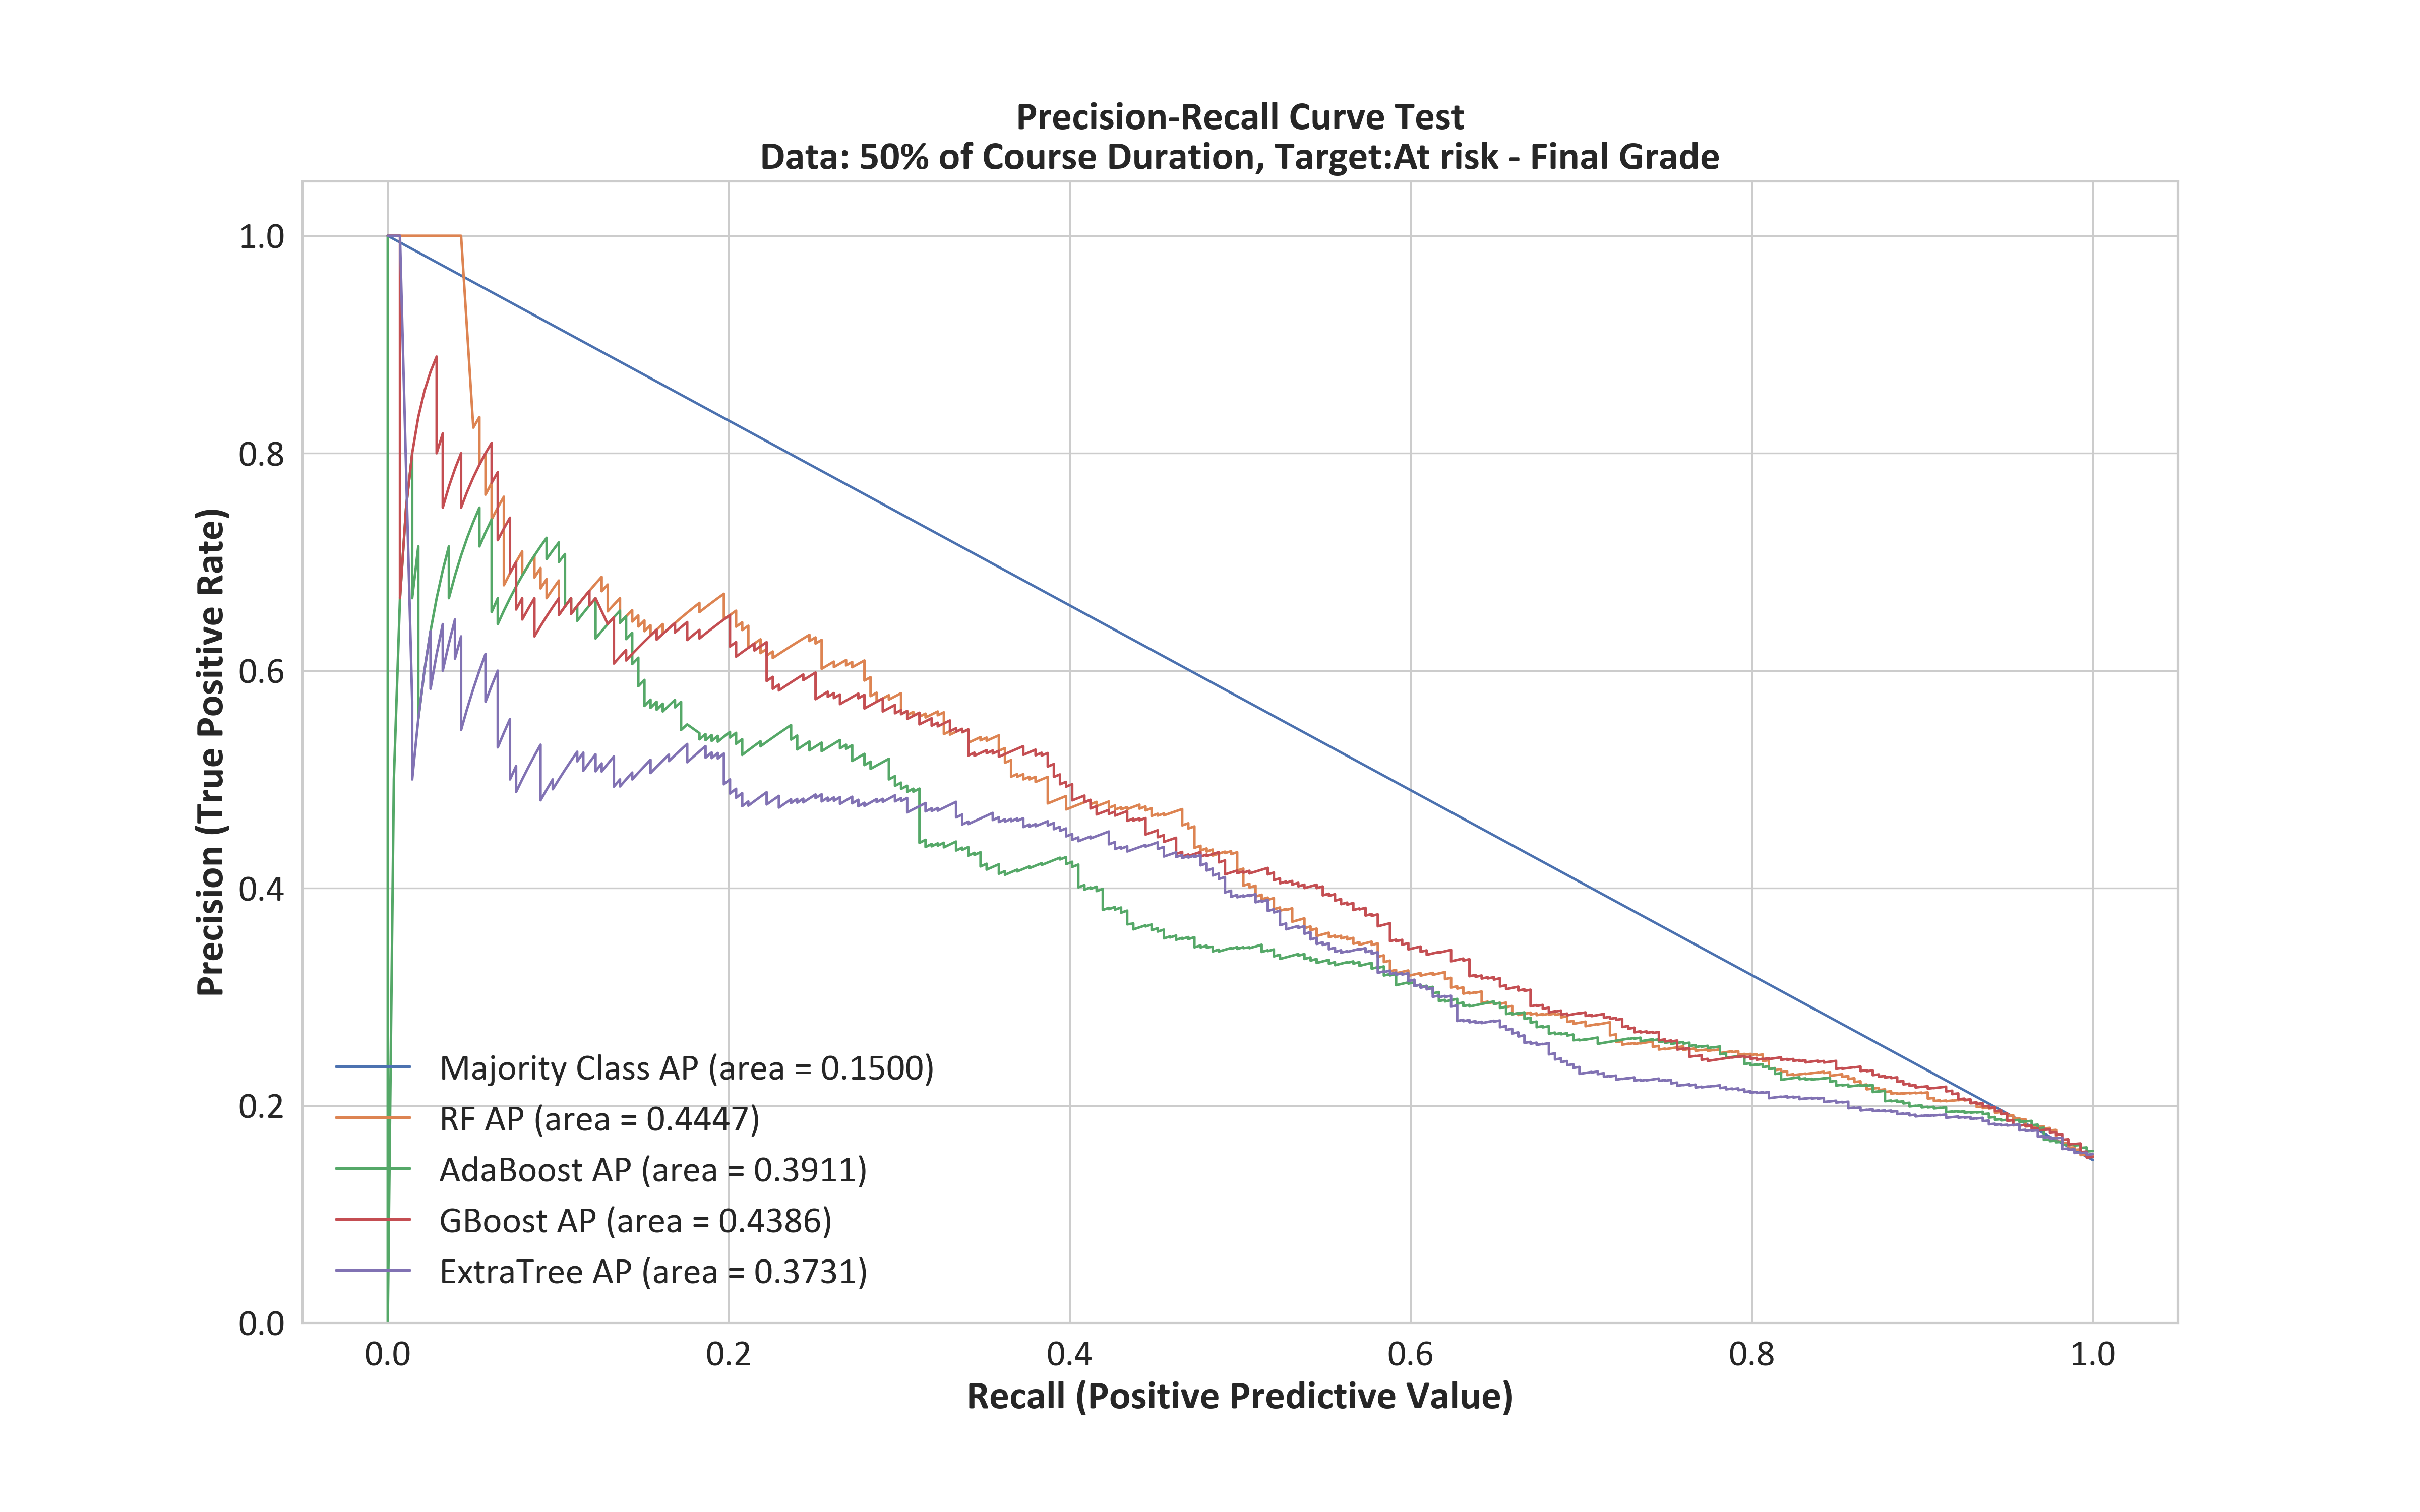 Precision-Recall Curve Test
Data: 50% of Course Duration, Target:At risk - Final Grade
Precision (True Positive Rate)
1.0
0.8
0.6
0.4
0.2
0.0
Majority Class AP (area = 0.1500)
RF AP (area = 0.4447)
AdaBoost AP (area = 0.3911)
GBoost AP (area = 0.4386)
ExtraTree AP (area = 0.3731)
0.0 0.2 0.4 0.6 0.8 1.0
Recall (Positive Predictive Value)